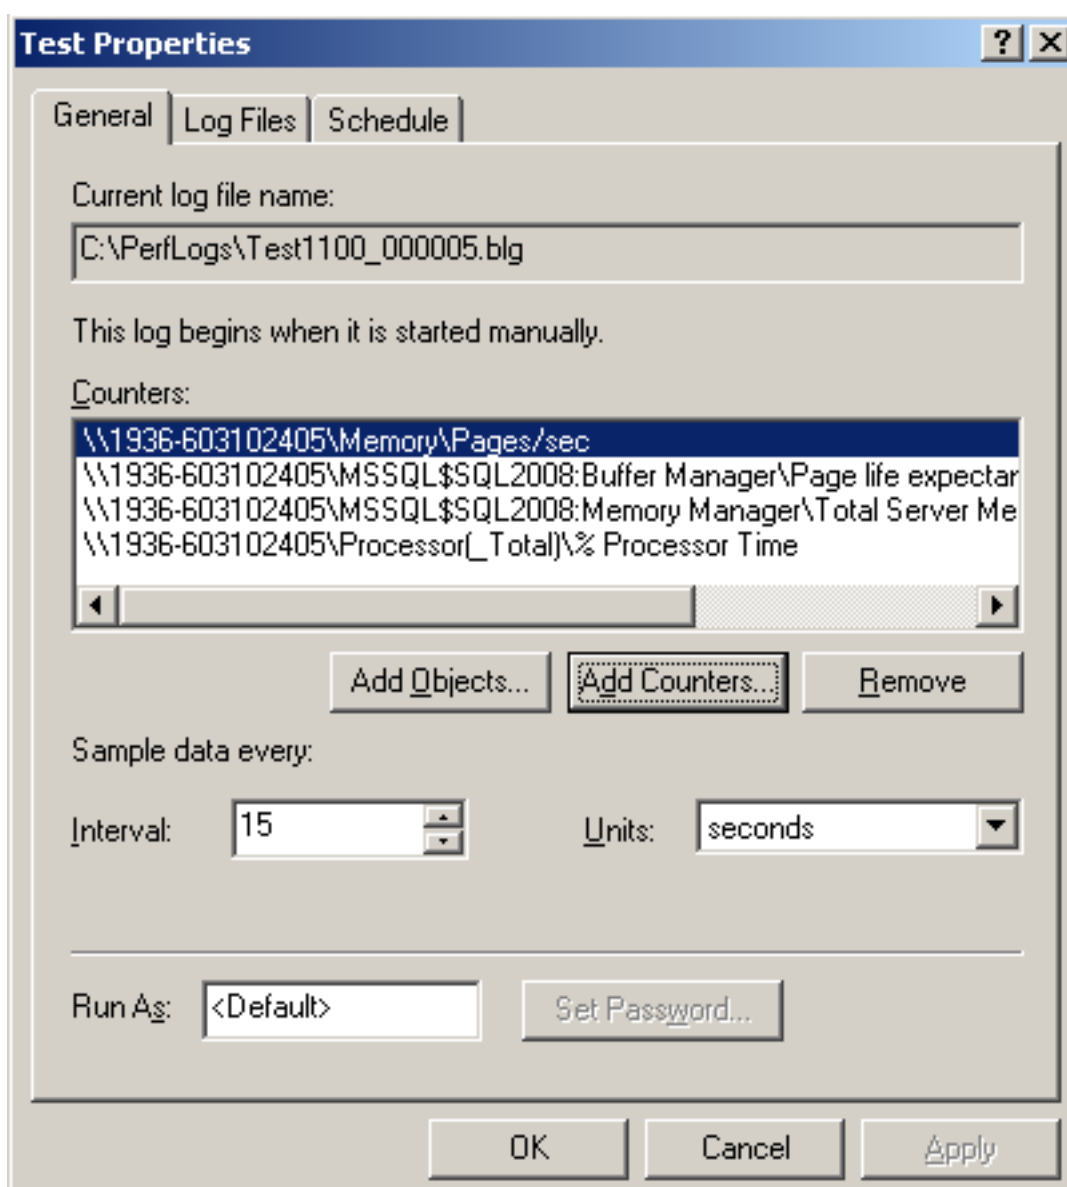 Test Properties
General Log Files Schedule
Current log file name:
C:\PerfLogs\Test1100_000005.blg
This log begins when it is started manually.
Counters:
\\1936-603102405\Memory\Pages/sec
\\1936-603102405\MSSQL$SQL2008:Buffer Manager\Page life expectan
\\1936-603102405\MSSQL$SQL2008:Memory Manager\Total Server Me
\\1936-603102405\Processor(_Total)\% Processor Time
Add Objects... Add Counters... Remove
Sample data every:
Interval: 15 Units: seconds
Run As: <Default> Set Password...
OK Cancel Apply